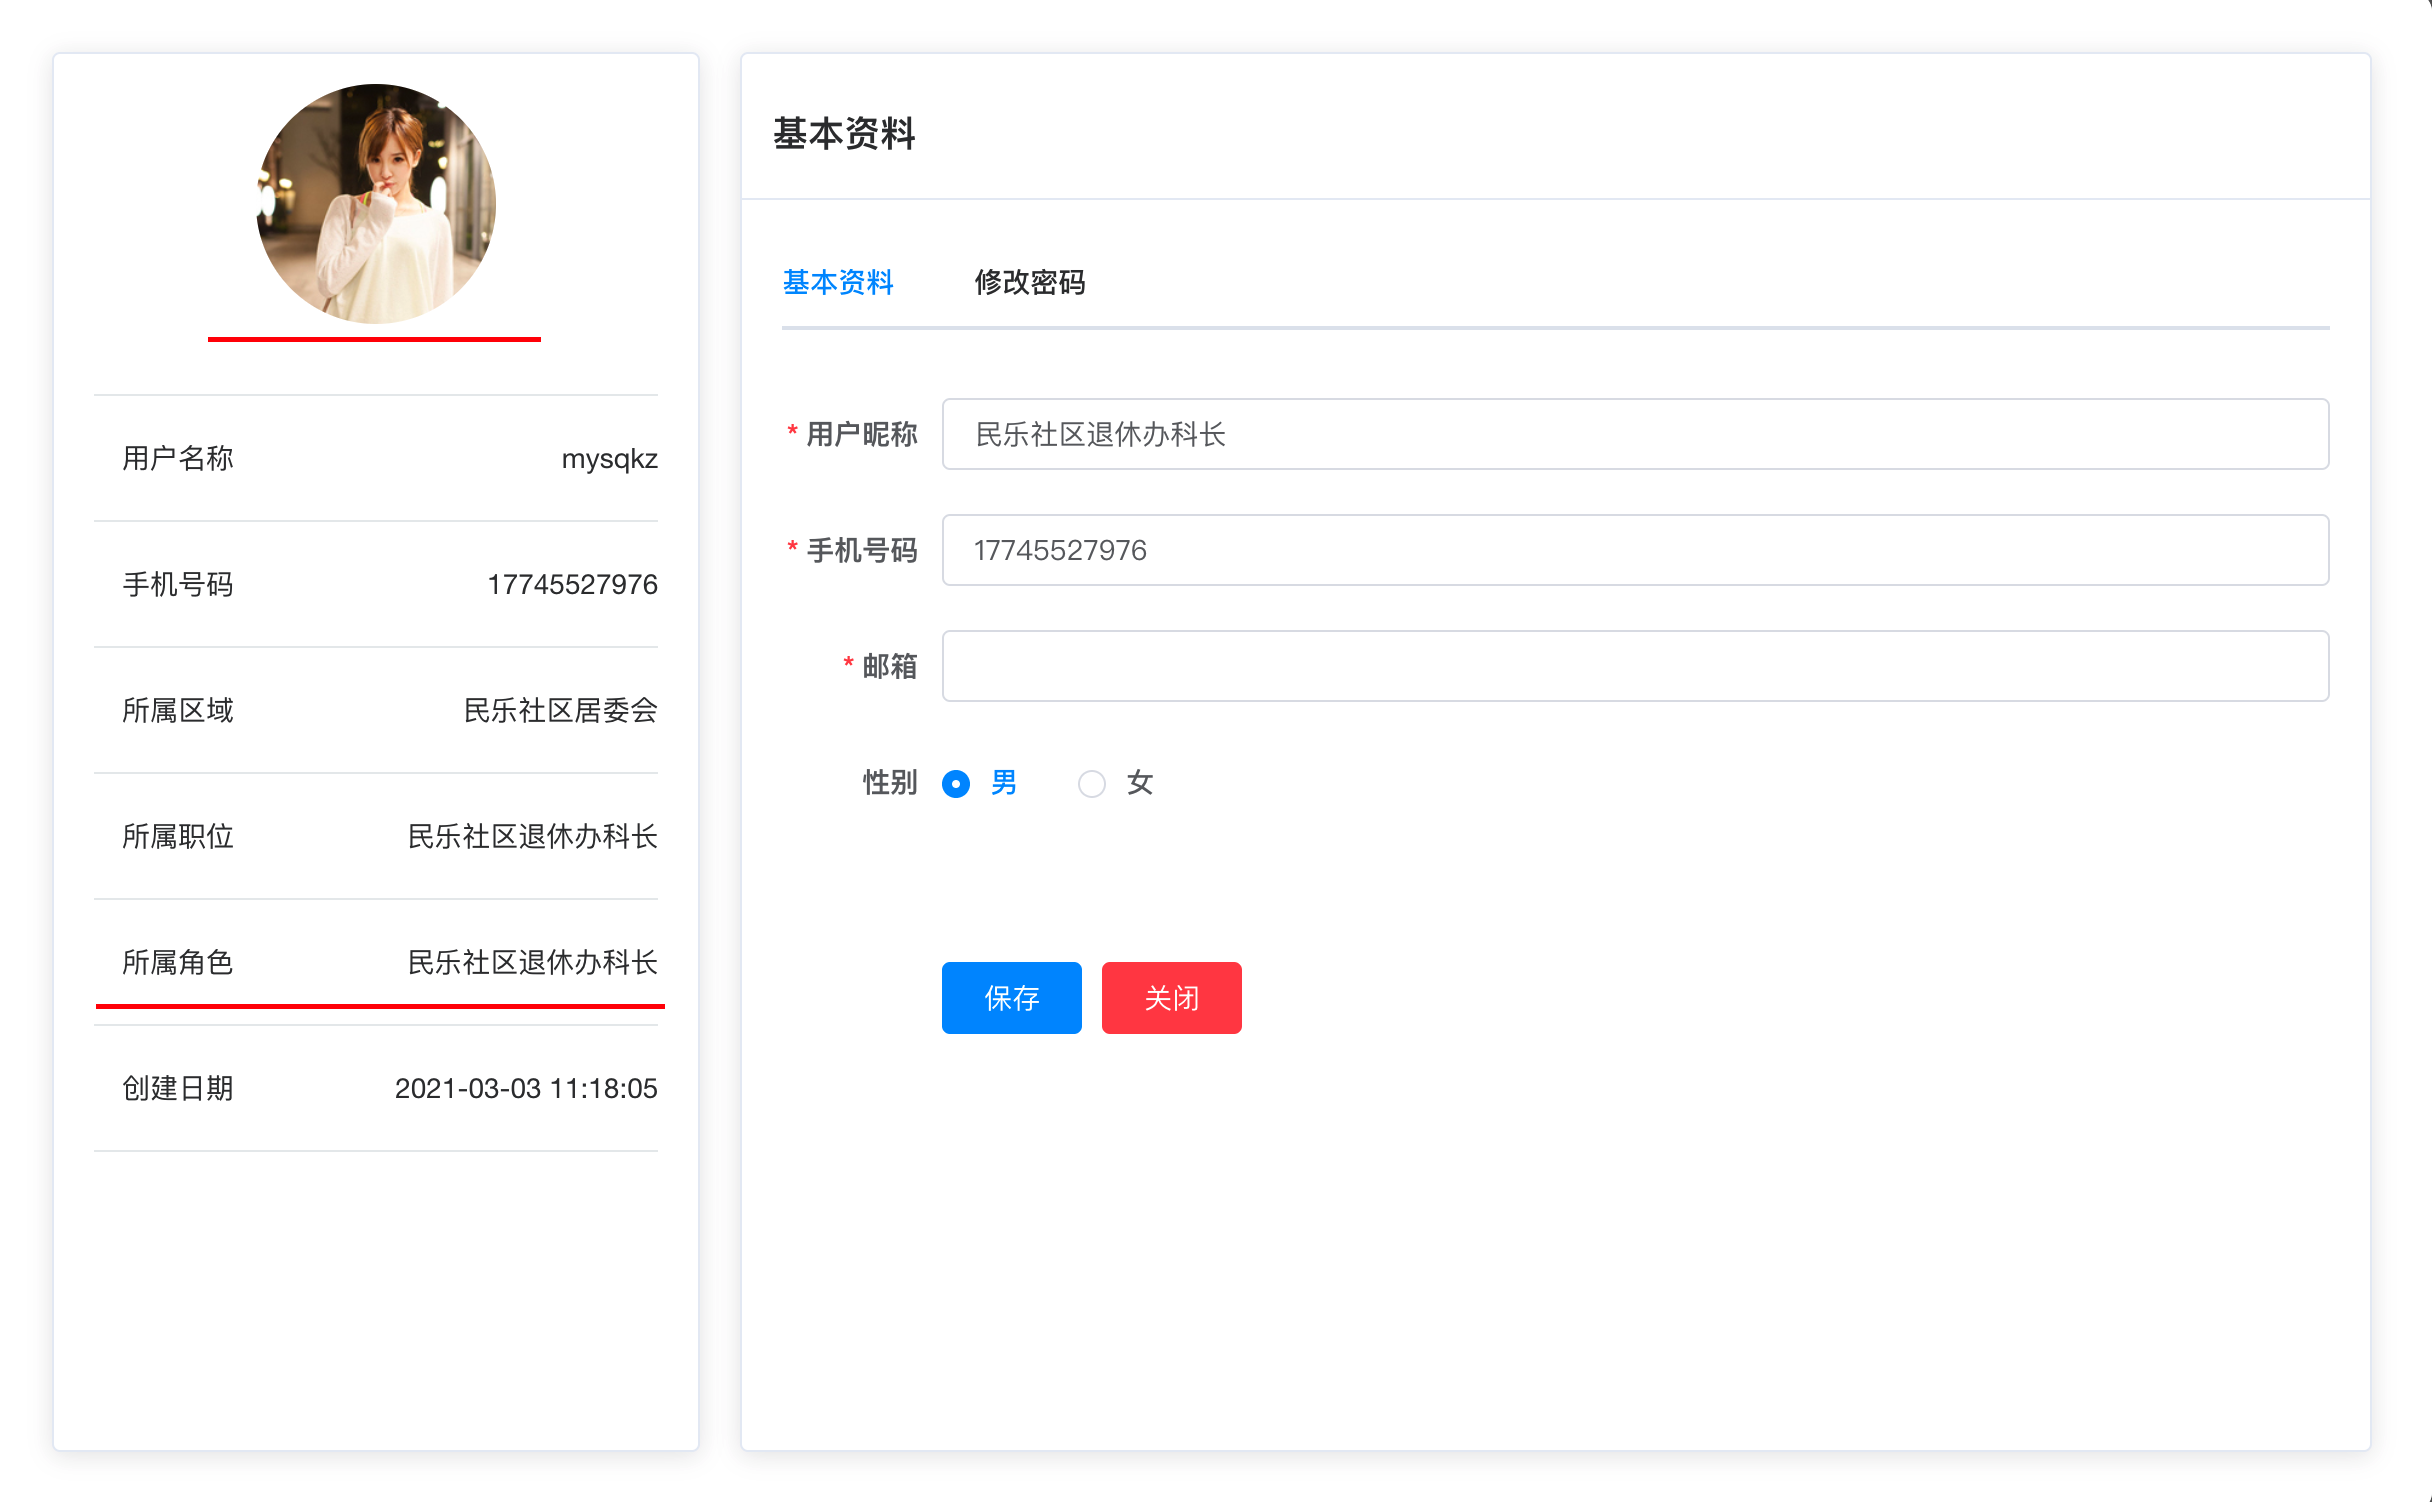 用户名称 mysqkz
手机号码 17745527976
所属区域 民乐社区居委会
所属职位 民乐社区退休办科长
所属角色 民乐社区退休办科长
创建日期 2021-03-03 11:18:05
基本资料
基本资料 修改密码
* 用户昵称 民乐社区退休办科长
* 手机号码 17745527976
* 邮箱
性别 男 女
保存 关闭